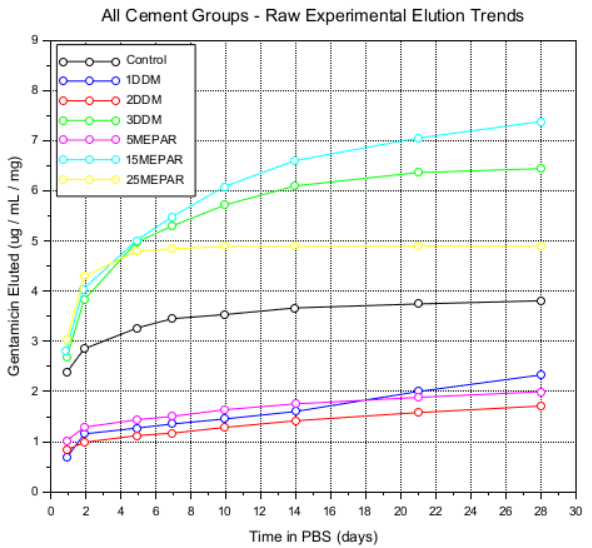 All Cement Groups - Raw Experimental Elution Trends
Control
1DDM
2DDM
3DDM
5MEPAR
15MEPAR
25MEPAR
Gentamicin Eluted (ug / mL / mg)
9
8
7
6
5
4
3
2
1
0
0 2 4 6 8 10 12 14 16 18 20 22 24 26 28 30
Time in PBS (days)